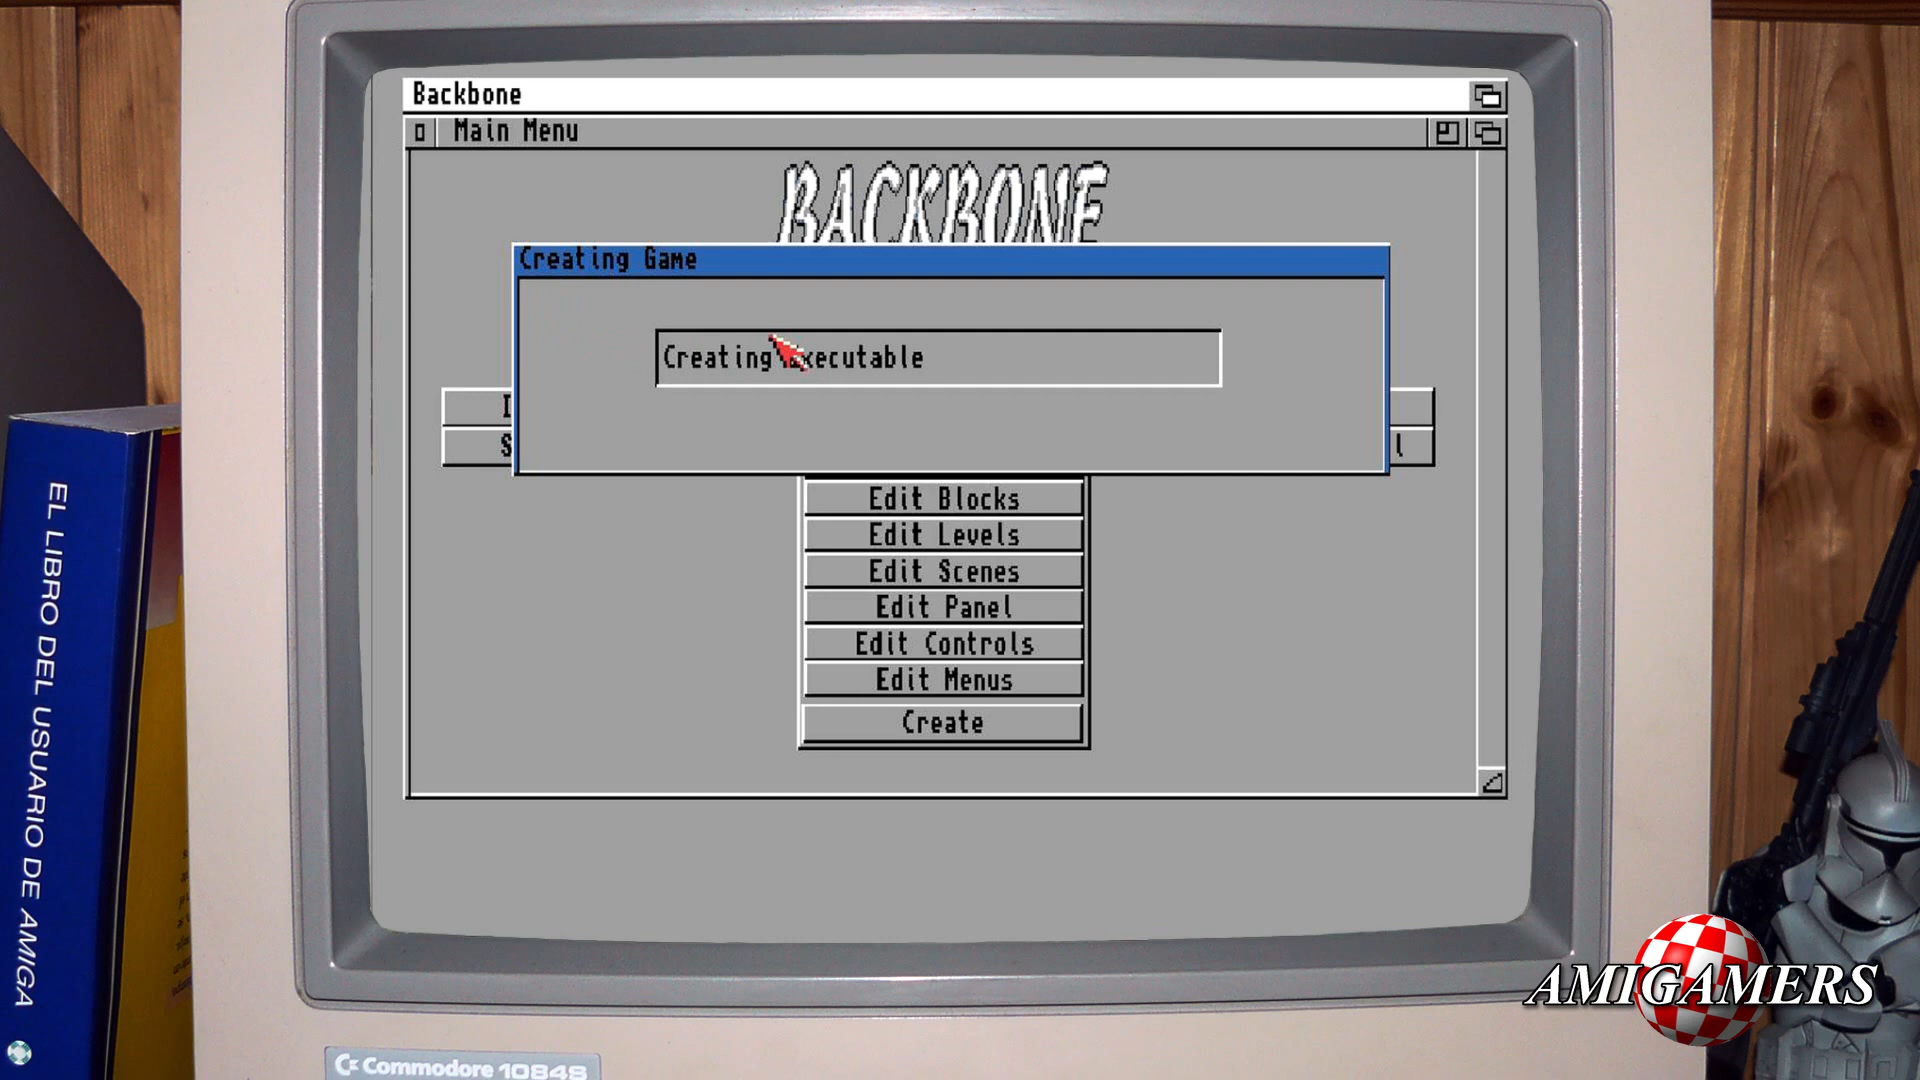 Backbone
Main Menu
BACKBONE
Creating Game
Creating executable
Edit Blocks
Edit Levels
Edit Scenes
Edit Panel
Edit Controls
Edit Menus
Create
EL LIBRO DEL USUARIO DE AMIGA
AMIGAMERS
Commodore 1084S